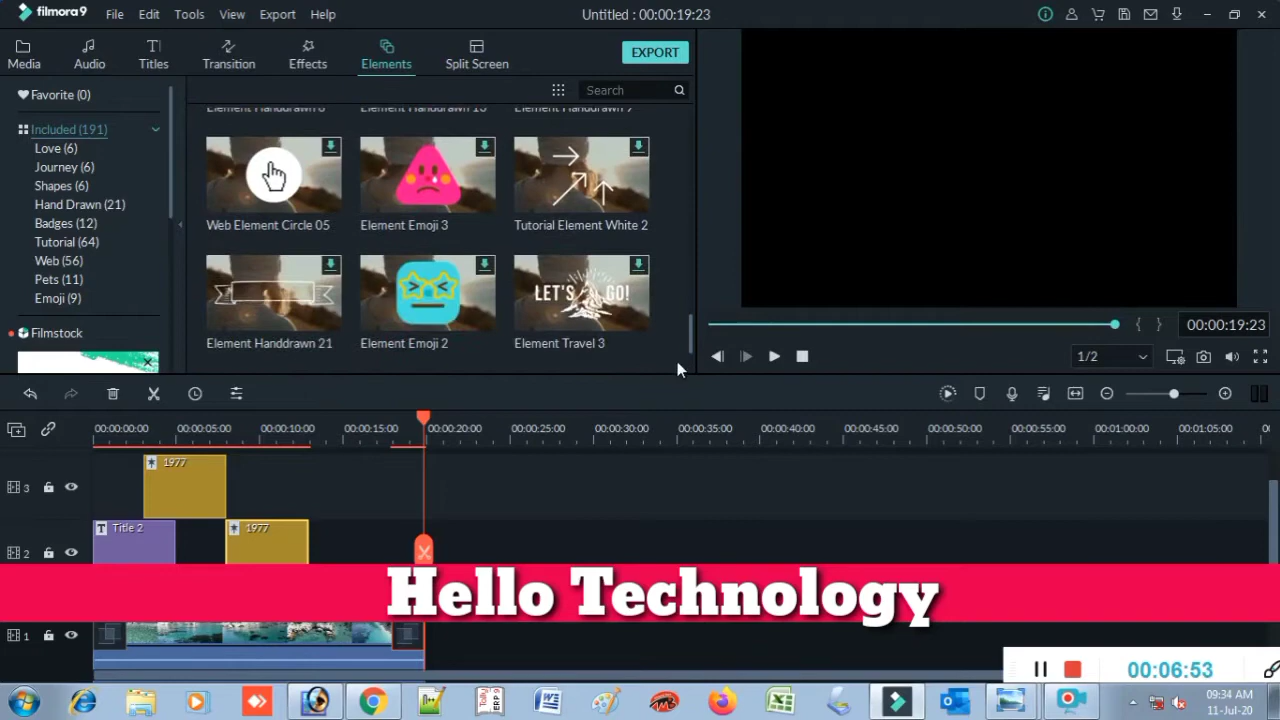 filmora9
File Edit Tools View Export Help
Untitled : 00:00:19:23
Media Audio Titles Transition Effects Elements Split Screen
EXPORT
Favorite (0)
Search
Included (191)
Love (6)
Journey (6)
Shapes (6)
Hand Drawn (21)
Badges (12)
Tutorial (64)
Web (56)
Pets (11)
Emoji (9)
Filmstock
Web Element Circle 05 Element Emoji 3 Tutorial Element White 2
LET'S GO!
Element Handdrawn 21 Element Emoji 2 Element Travel 3
00:00:19:23
1/2
00:00:00:00 00:00:05:00 00:00:10:00 00:00:15:00 00:00:20:00 00:00:25:00 00:00:30:00 00:00:35:00 00:00:40:00 00:00:45:00 00:00:50:00 00:00:55:00 00:01:00:00 00:01:05:00
3
1977
2
T Title 2
1977
Hello Technology
1
00:06:53
09:34 AM
11-Jul-20